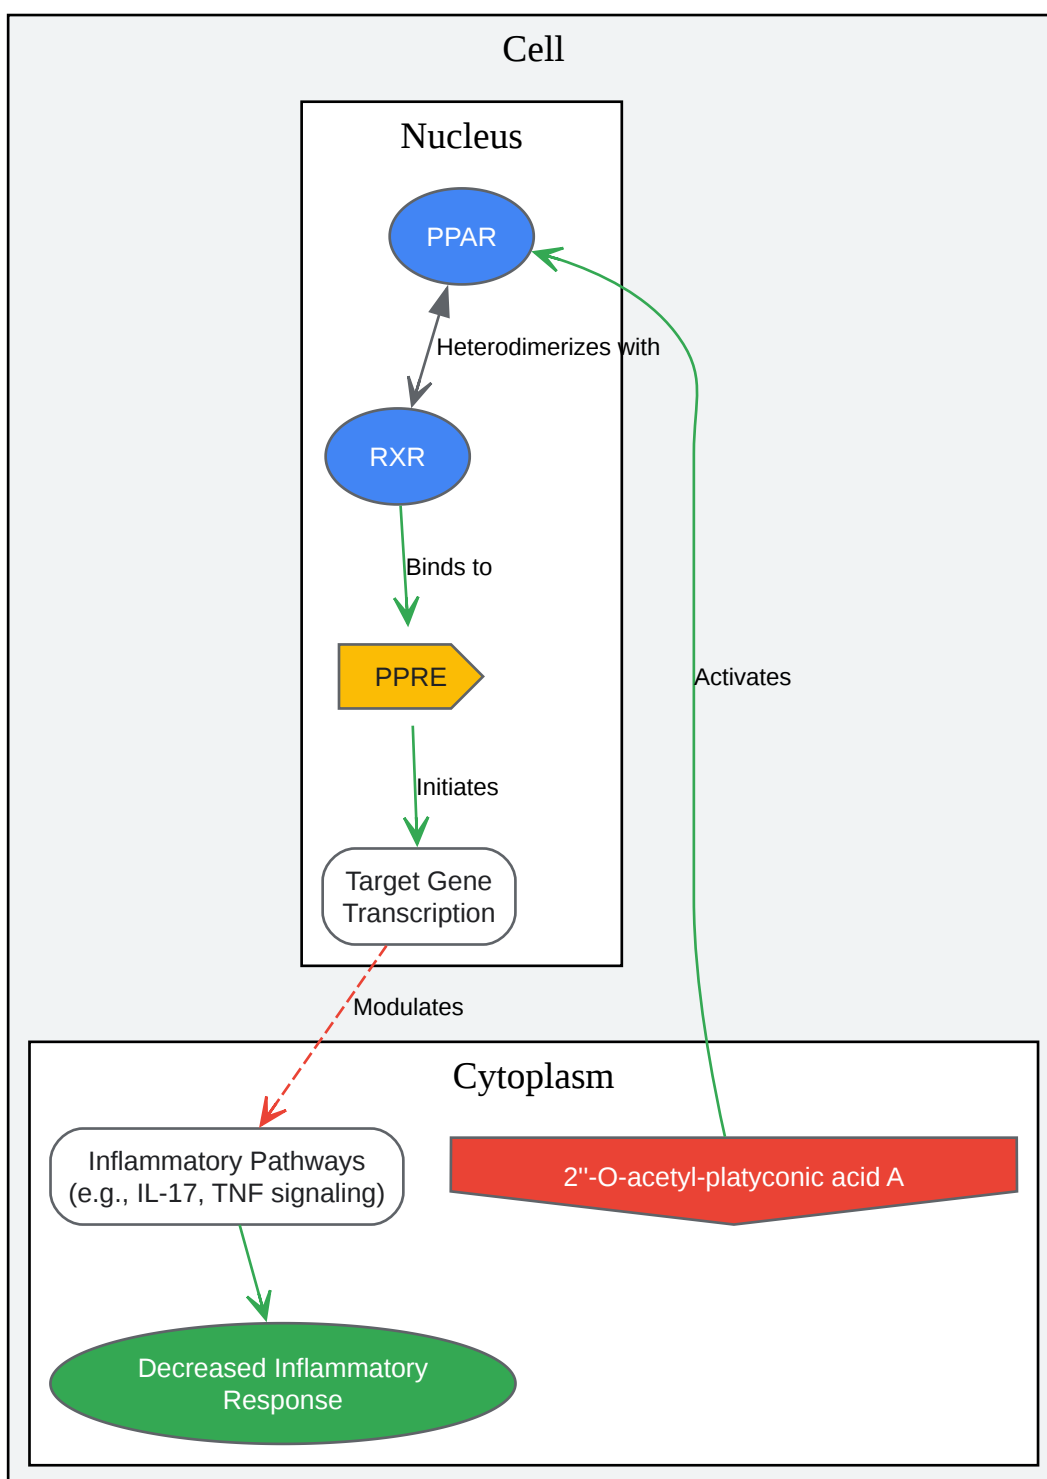 Cell
Nucleus
PPAR
Heterodimerizes with
RXR
Binds to
PPRE
Activates
Initiates
Target Gene
Transcription
Modulates
Cytoplasm
Inflammatory Pathways
(e.g., IL-17, TNF signaling)
2''-O-acetyl-platyconic acid A
Decreased Inflammatory
Response